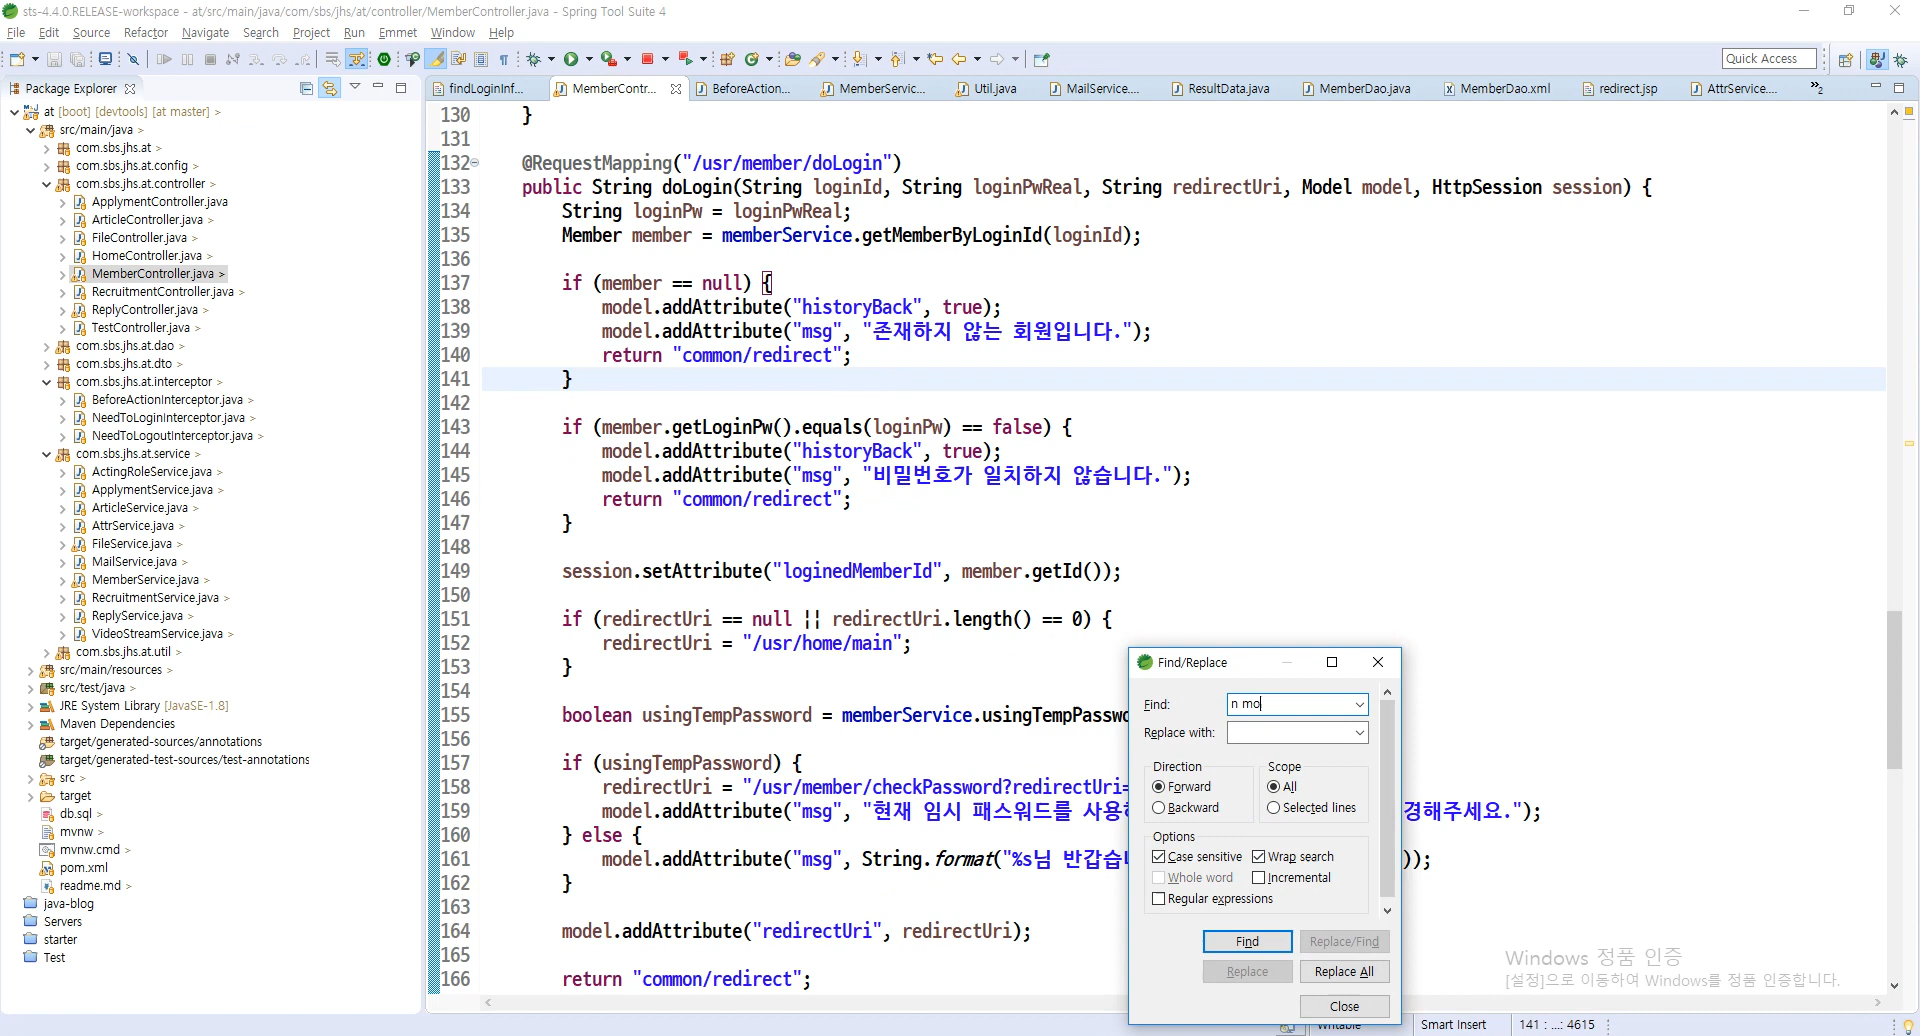 sts-4.4.0.RELEASE-workspace - at/src/main/java/com/sbs/jhs/at/controller/MemberController.java - Spring Tool Suite 4
File Edit Source Refactor Navigate Search Project Run Emmet Window Help
Quick Access
Package Explorer
findLoginInf... MemberContr... BeforeAction... MemberServic... Util.java MailService.... ResultData.java MemberDao.java MemberDao.xml redirect.jsp AttrService.... »2
at [boot] [devtools] [at master] >
src/main/java >
com.sbs.jhs.at >
com.sbs.jhs.at.config >
com.sbs.jhs.at.controller >
ApplymentController.java
ArticleController.java >
FileController.java >
HomeController.java >
MemberController.java >
RecruitmentController.java >
ReplyController.java >
TestController.java >
com.sbs.jhs.at.dao >
com.sbs.jhs.at.dto >
com.sbs.jhs.at.interceptor >
BeforeActionInterceptor.java >
NeedToLoginInterceptor.java >
NeedToLogoutInterceptor.java >
com.sbs.jhs.at.service >
ActingRoleService.java >
ApplymentService.java >
ArticleService.java >
AttrService.java >
FileService.java >
MailService.java >
MemberService.java >
RecruitmentService.java >
ReplyService.java >
VideoStreamService.java >
com.sbs.jhs.at.util >
src/main/resources >
src/test/java >
JRE System Library [JavaSE-1.8]
Maven Dependencies
target/generated-sources/annotations
target/generated-test-sources/test-annotations
src >
target
db.sql >
mvnw >
mvnw.cmd >
pom.xml
readme.md >
java-blog
Servers
starter
Test
130 }
131
132 @RequestMapping("/usr/member/doLogin")
133 public String doLogin(String loginId, String loginPwReal, String redirectUri, Model model, HttpSession session) {
134 String loginPw = loginPwReal;
135 Member member = memberService.getMemberByLoginId(loginId);
136
137 if (member == null) {
138 model.addAttribute("historyBack", true);
139 model.addAttribute("msg", "존재하지 않는 회원입니다.");
140 return "common/redirect";
141 }
142
143 if (member.getLoginPw().equals(loginPw) == false) {
144 model.addAttribute("historyBack", true);
145 model.addAttribute("msg", "비밀번호가 일치하지 않습니다.");
146 return "common/redirect";
147 }
148
149 session.setAttribute("loginedMemberId", member.getId());
150
151 if (redirectUri == null || redirectUri.length() == 0) {
152 redirectUri = "/usr/home/main";
153 }
154
155 boolean usingTempPassword = memberService.usingTempPasswo
156
157 if (usingTempPassword) {
158 redirectUri = "/usr/member/checkPassword?redirectUri=
159 model.addAttribute("msg", "현재 임시 패스워드를 사용 경해주세요.");
160 } else {
161 model.addAttribute("msg", String.format("%s님 반갑습 ));
162 }
163
164 model.addAttribute("redirectUri", redirectUri);
165
166 return "common/redirect";
Find/Replace
Find: n mo
Replace with:
Direction
Forward
Backward
Scope
All
Selected lines
Options
Case sensitive Wrap search
Whole word Incremental
Regular expressions
Find Replace/Find
Replace Replace All
Close
Windows 정품 인증
[설정]으로 이동하여 Windows를 정품 인증합니다.
Writable Smart Insert 141 : ...: 4615